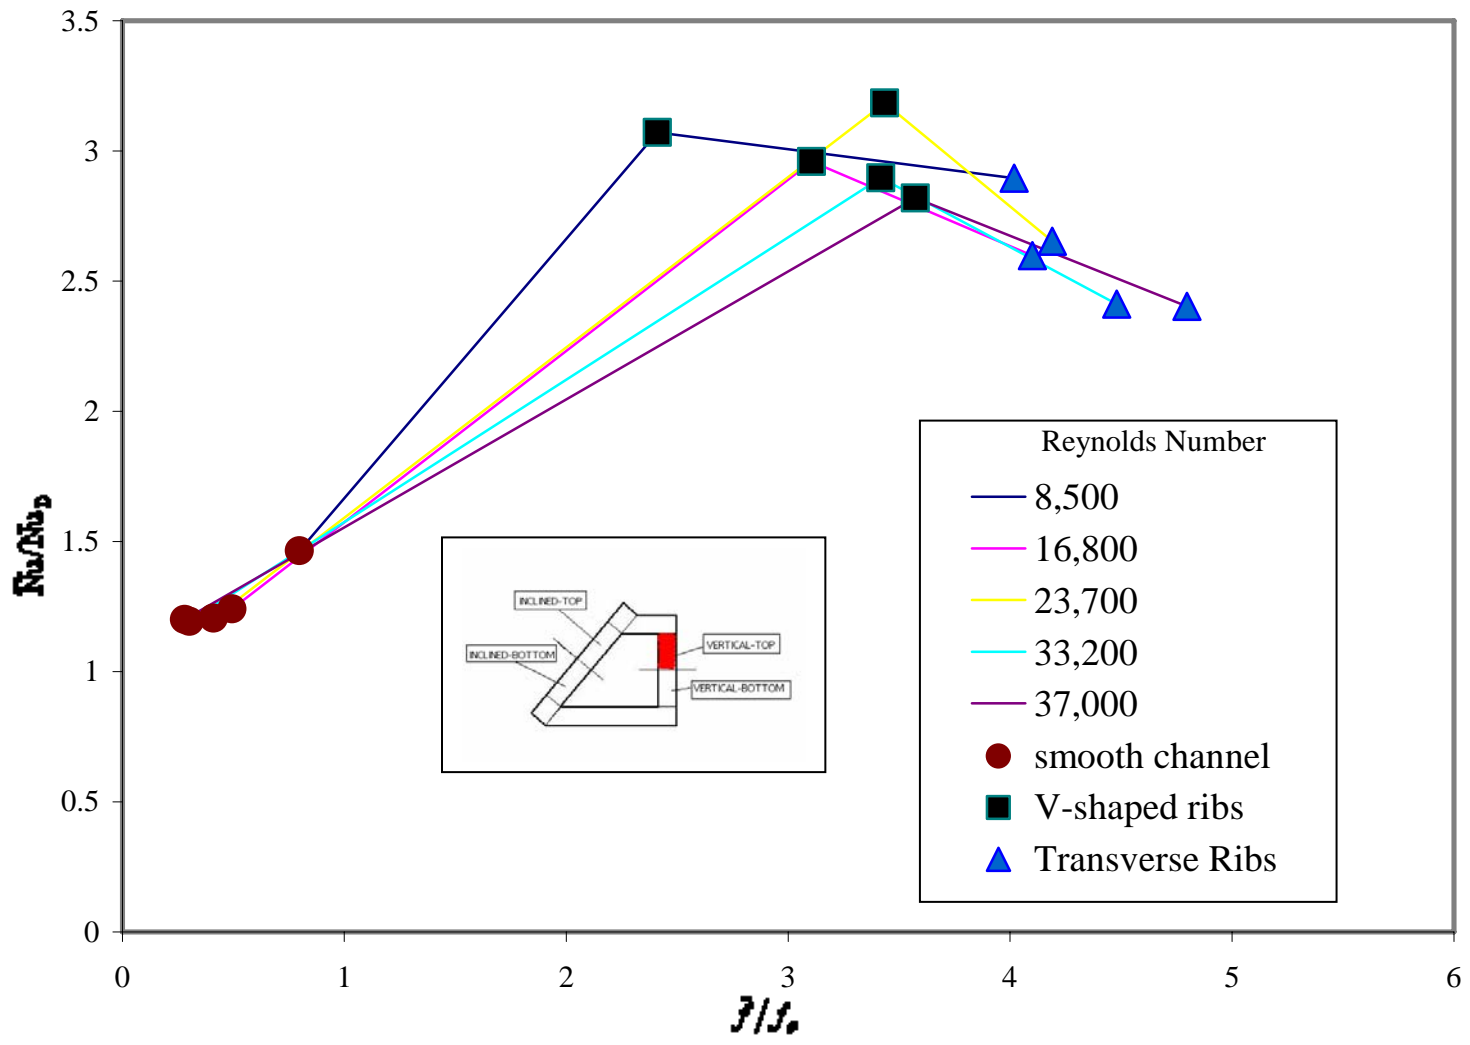 3.5
3
2.5
2
1.5
1
0.5
0
0
1
2
3
4
5
6
Reynolds Number
8,500
16,800
23,700
33,200
37,000
smooth channel
V-shaped ribs
Transverse Ribs
INCLINED-TOP
INCLINED-BOTTOM
VERTICAL-TOP
VERTICAL-BOTTOM